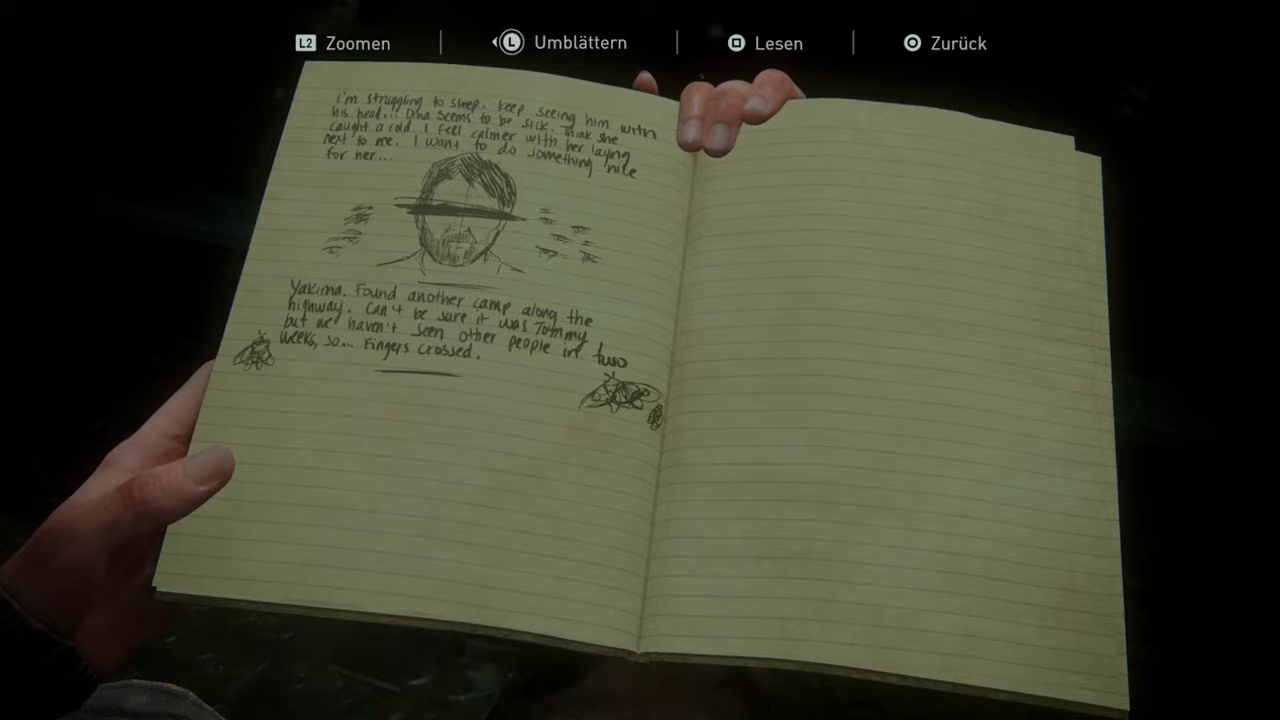 L2 Zoomen
L Umblättern
Lesen
Zurück
I'm struggling to sleep. Keep seeing him with
his head... Dina seems to be sick. Think she
caught a cold. I feel calmer with her laying
next to me. I want to do something nice
for her...
Yakima. Found another camp along the
highway. Can't be sure it was Tommy
but we haven't seen other people in two
weeks, so... Fingers crossed.